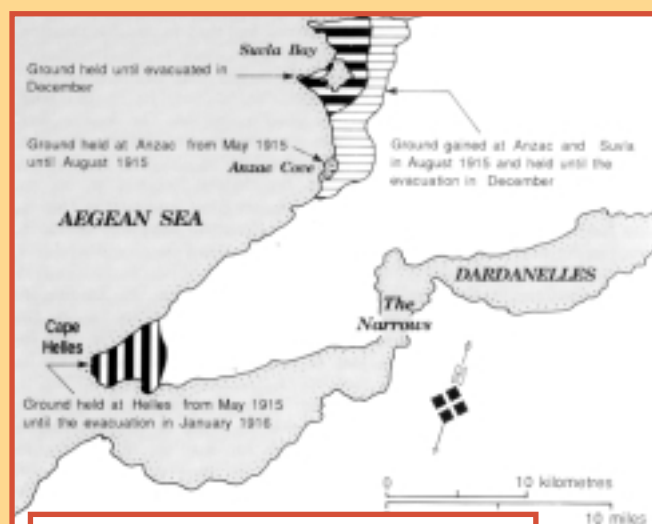 Suvla Bay
Ground held until evacuated in
December
Ground held at Anzac from May 1915
until August 1915
Anzac Cove
Ground gained at Anzac and Suvla
in August 1915 and held until the
evacuation in December
AEGEAN SEA
DARDANELLES
The
Narrows
Cape
Helles
Ground held at Helles from May 1915
until the evacuation in January 1916
0
10 kilometres
10 miles